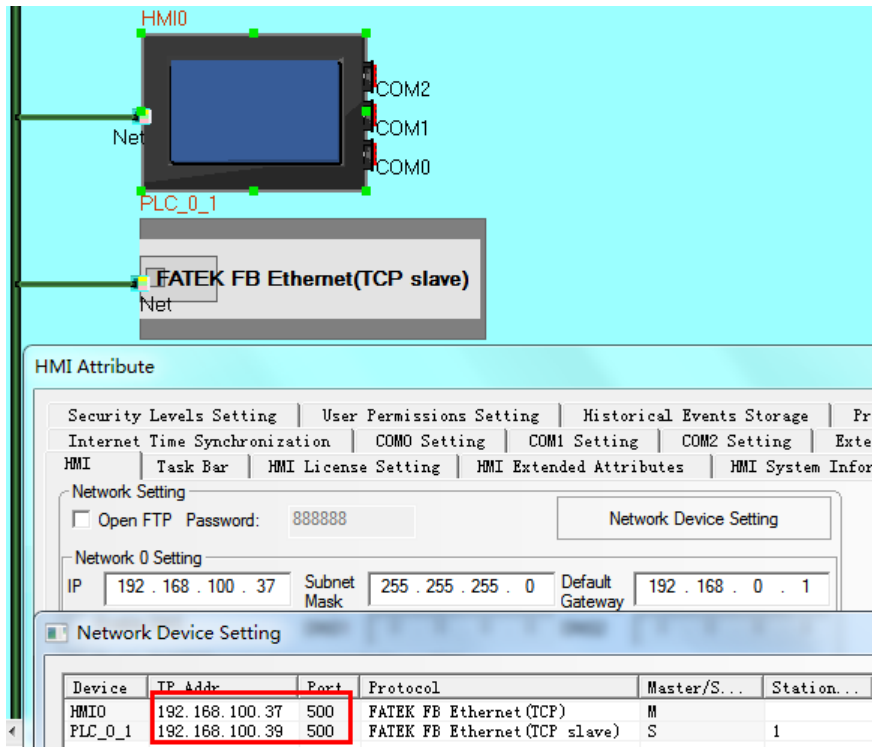 HMI0
COM2
COM1
Net
COM0
PLC_0_1
FATEK FB Ethernet(TCP slave)
Net
HMI Attribute
Security Levels Setting User Permissions Setting Historical Events Storage Pr
Internet Time Synchronization COM0 Setting COM1 Setting COM2 Setting Exte
HMI Task Bar HMI License Setting HMI Extended Attributes HMI System Infor
Network Setting
Open FTP Password: 888888 Network Device Setting
Network 0 Setting
IP 192 . 168 . 100 . 37 Subnet Mask 255 . 255 . 255 . 0 Default Gateway 192 . 168 . 0 . 1
Network Device Setting
Device IP Addr Port Protocol Master/S... Station...
HMI0 192.168.100.37 500 FATEK FB Ethernet(TCP) M
PLC_0_1 192.168.100.39 500 FATEK FB Ethernet(TCP slave) S 1